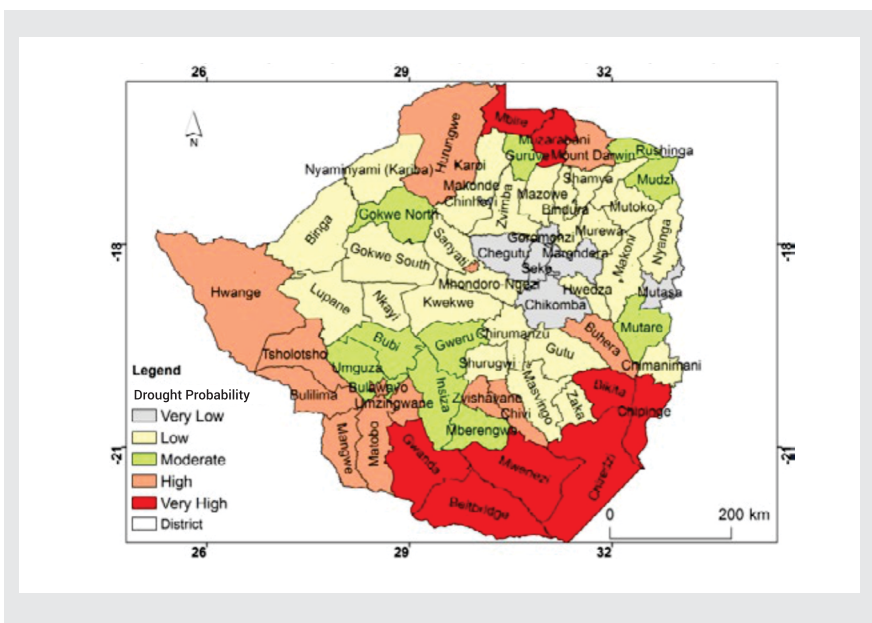 26 29 32
N
Mbire
Hurungwe
Muzarabani
Guruve
Mount Darwin
Rushinga
Nyaminyami (Kariba)
Karoi
Shamva
Mudzi
Makonde
Chinhoyi
Zvimba
Mazowe
Bindura
Mutoko
Gokwe North
Binga
Sanyati
Goromonzi
Murewa
Nyanga
-18 -18
Gokwe South
Chegutu
Marondera
Makoni
Seke
Hwange
Lupane
Nkayi
Mhondoro Ngezi
Hwedza
Mutasa
Kwekwe
Chikomba
Mutare
Bubi
Gweru
Chirumanzu
Buhera
Tsholotsho
Umguza
Shurugwi
Gutu
Chimanimani
Legend
Drought Probability
Very Low
Low
Moderate
High
Very High
District
Bulilima
Bulawayo
Umzingwane
Insiza
Zvishavane
Chivi
Masvingo
Zaka
Bikita
Chipinge
Mberengwa
Mangwe
Matobo
Gwanda
Mwenezi
Chiredzi
Beitbridge
-21 -21
0 200 km
26 29 32